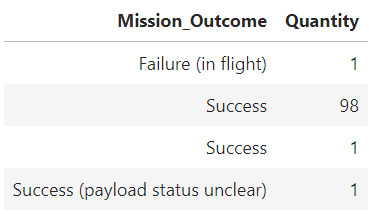 Mission_Outcome Quantity
Failure (in flight) 1
Success 98
Success 1
Success (payload status unclear) 1